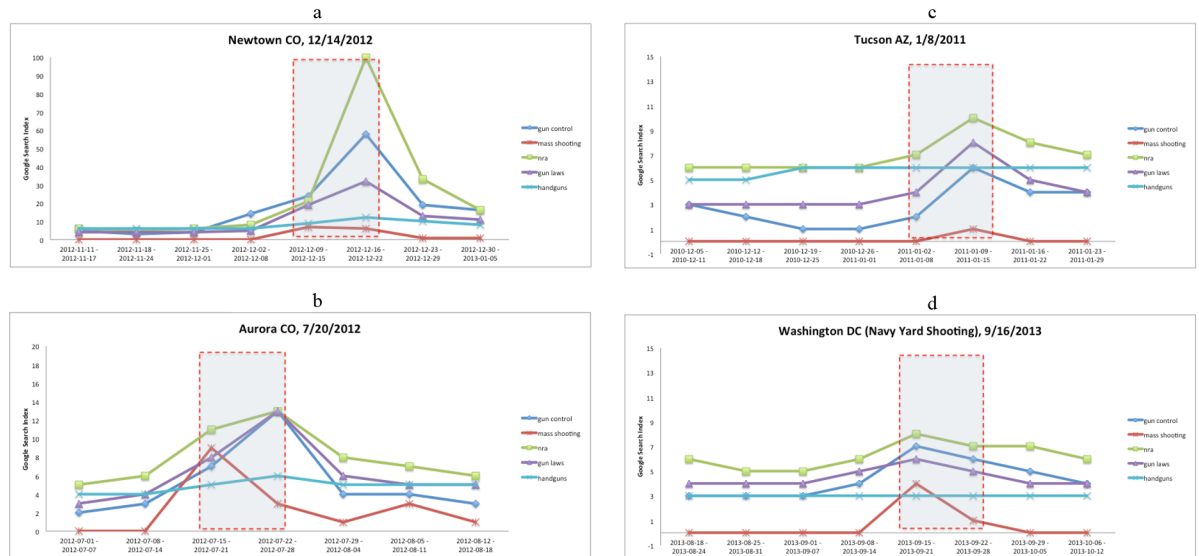 a
Newtown CO, 12/14/2012
Google Search Index
100
90
80
70
60
50
40
30
20
10
0
2012-11-11 - 2012-11-18 - 2012-11-25 - 2012-12-02 - 2012-12-09 - 2012-12-16 - 2012-12-23 - 2012-12-30 -
2012-11-17 2012-11-24 2012-12-01 2012-12-08 2012-12-15 2012-12-22 2012-12-29 2013-01-05
gun control
mass shooting
nra
gun laws
handguns
b
Aurora CO, 7/20/2012
Google Search Index
20
18
16
14
12
10
8
6
4
2
0
2012-07-01 - 2012-07-08 - 2012-07-15 - 2012-07-22 - 2012-07-29 - 2012-08-05 - 2012-08-12 -
2012-07-07 2012-07-14 2012-07-21 2012-07-28 2012-08-04 2012-08-11 2012-08-18
gun control
mass shooting
nra
gun laws
handguns
c
Tucson AZ, 1/8/2011
Google Search Index
15
13
11
9
7
5
3
1
-1
2010-12-05 - 2010-12-12 - 2010-12-19 - 2010-12-26 - 2011-01-02 - 2011-01-09 - 2011-01-16 - 2011-01-23 -
2010-12-11 2010-12-18 2010-12-25 2011-01-01 2011-01-08 2011-01-15 2011-01-22 2011-01-29
gun control
mass shooting
nra
gun laws
handguns
d
Washington DC (Navy Yard Shooting), 9/16/2013
Google Search Index
15
13
11
9
7
5
3
1
-1
2013-08-18 - 2013-08-25 - 2013-09-01 - 2013-09-08 - 2013-09-15 - 2013-09-22 - 2013-09-29 - 2013-10-06 -
2013-08-24 2013-08-31 2013-09-07 2013-09-14 2013-09-21 2013-09-28 2013-10-05 2013-10-12
gun control
mass shooting
nra
gun laws
handguns